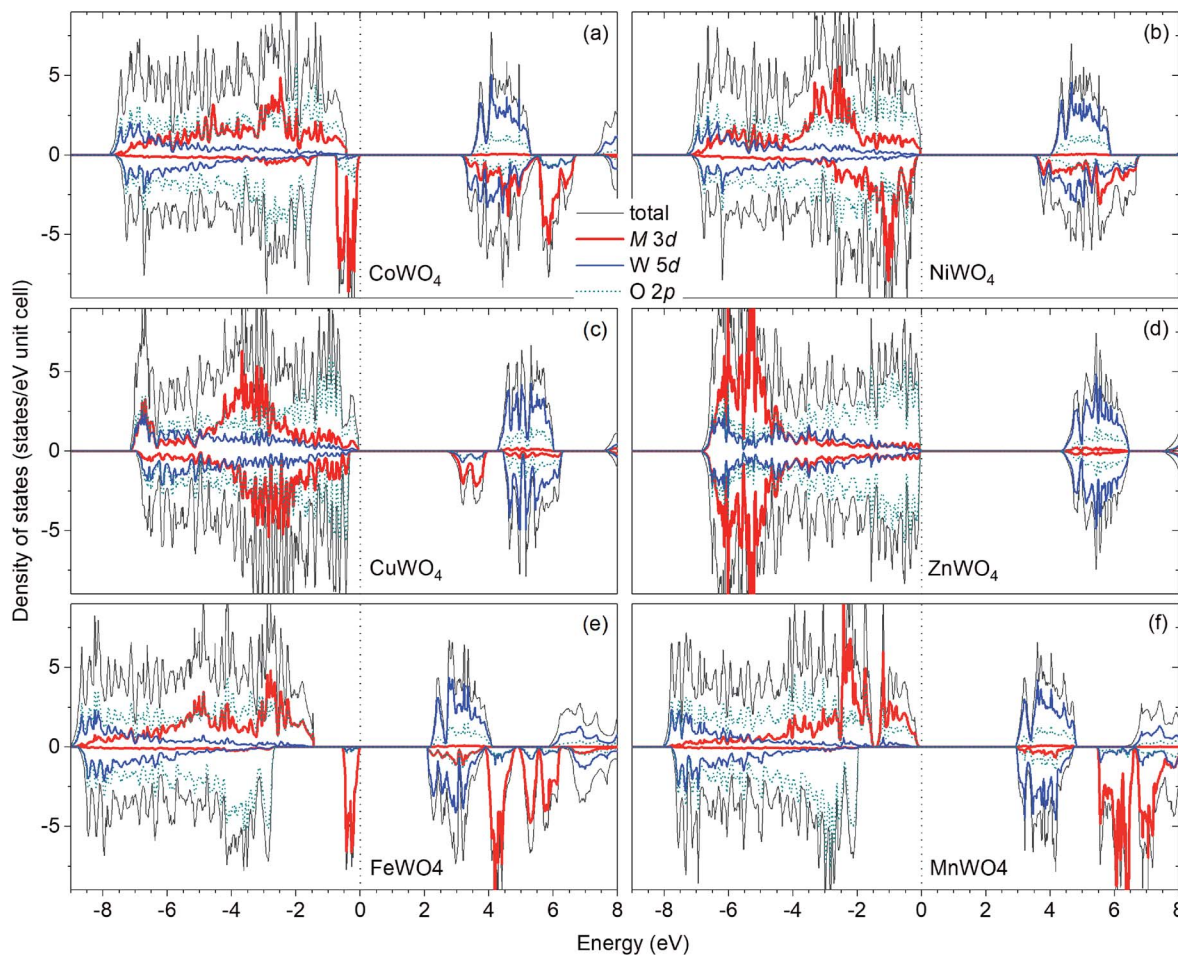 (a)
(b)
5
0
-5
CoWO4
NiWO4
total
M 3d
W 5d
O 2p
(c)
(d)
5
0
-5
CuWO4
ZnWO4
(e)
(f)
5
0
-5
FeWO4
MnWO4
-8 -6 -4 -2 0 2 4 6 8 -8 -6 -4 -2 0 2 4 6 8
Density of states (states/eV unit cell)
Energy (eV)